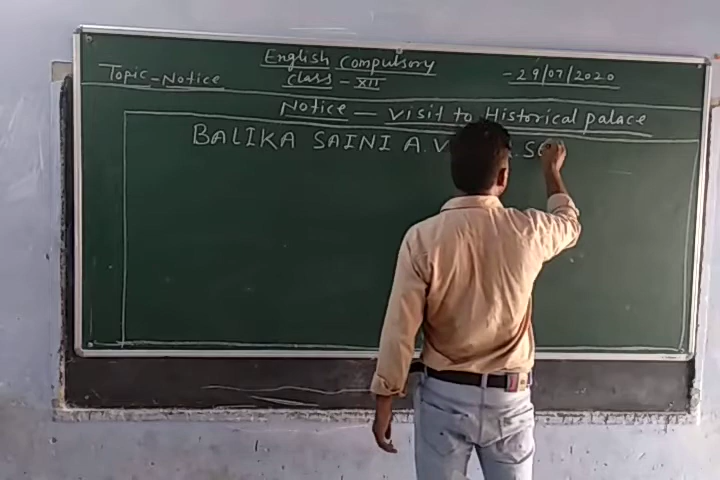 English Compulsory
Topic - Notice
Class - XII
- 29/07/2020
Notice - Visit to Historical palace
BALIKA SAINI A.V